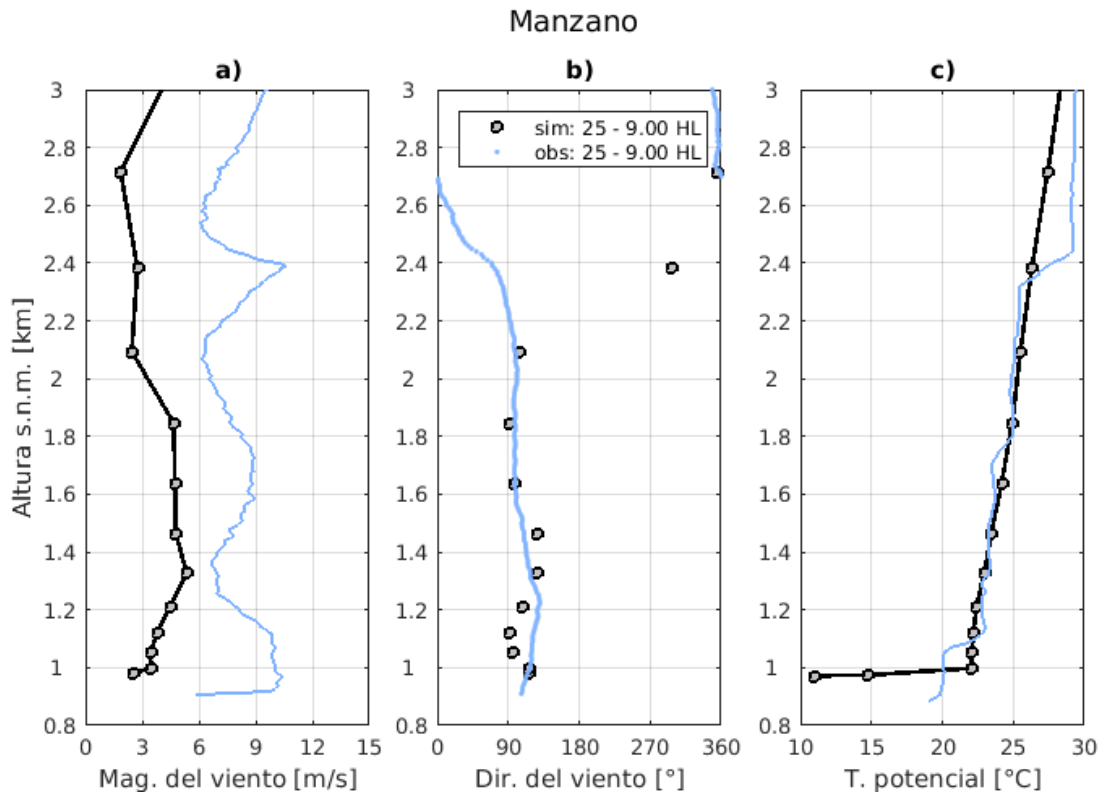 Manzano
a)
b)
c)
Altura s.n.m. [km]
3
2.8
2.6
2.4
2.2
2
1.8
1.6
1.4
1.2
1
0.8
0 3 6 9 12 15
Mag. del viento [m/s]
sim: 25 - 9.00 HL
obs: 25 - 9.00 HL
3
2.8
2.6
2.4
2.2
2
1.8
1.6
1.4
1.2
1
0.8
0 90 180 270 360
Dir. del viento [°]
3
2.8
2.6
2.4
2.2
2
1.8
1.6
1.4
1.2
1
0.8
10 15 20 25 30
T. potencial [°C]